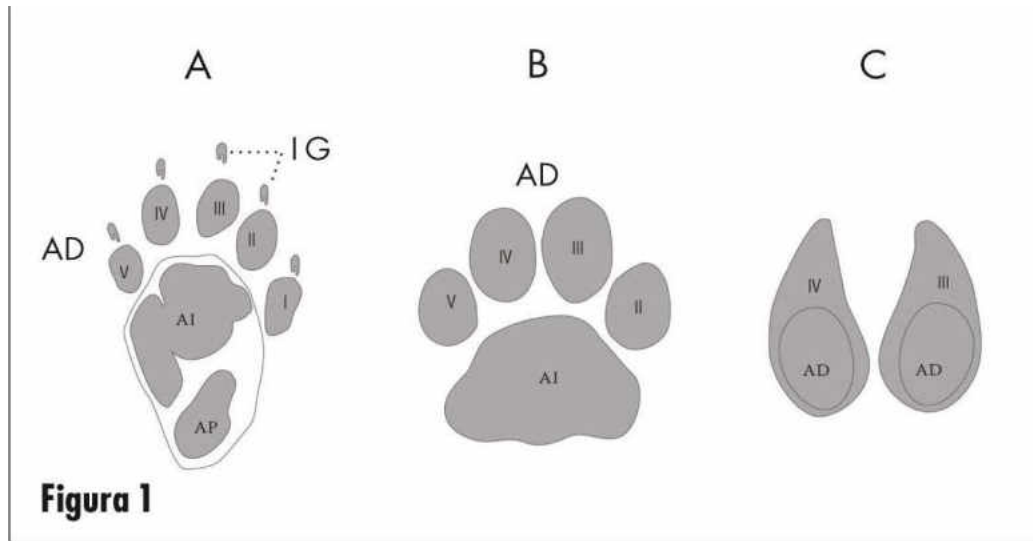 A B C
IG
AD
IV III II
V I
AI
AP
AD
IV III
V II
AI
IV III
AD AD
Figura 1